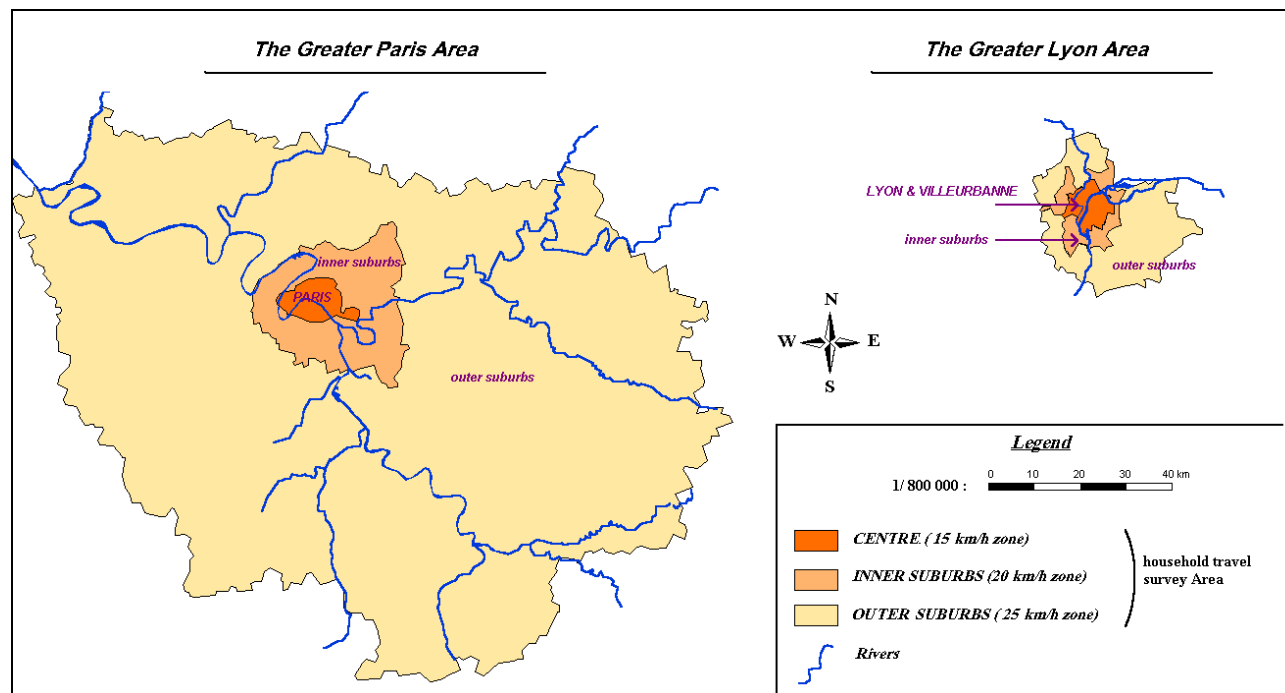 The Greater Paris Area
The Greater Lyon Area
LYON & VILLEURBANNE
inner suburbs
outer suburbs
inner suburbs
PARIS
outer suburbs
N
W E
S
Legend
0 10 20 30 40 km
1/ 800 000 :
CENTRE ( 15 km/h zone)
INNER SUBURBS (20 km/h zone)
OUTER SUBURBS ( 25 km/h zone)
household travel
survey Area
Rivers